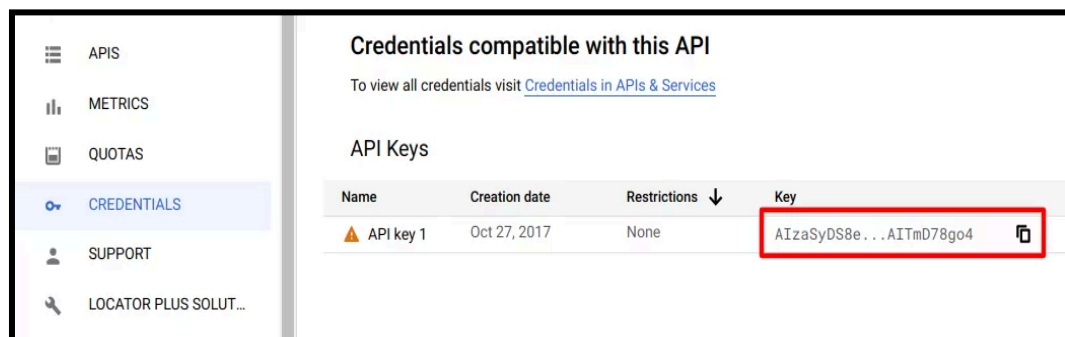 APIS
METRICS
QUOTAS
CREDENTIALS
SUPPORT
LOCATOR PLUS SOLUT...
Credentials compatible with this API
To view all credentials visit Credentials in APIs & Services
API Keys
Name Creation date Restrictions Key
API key 1 Oct 27, 2017 None AIzaSyDS8e...AITmD78go4